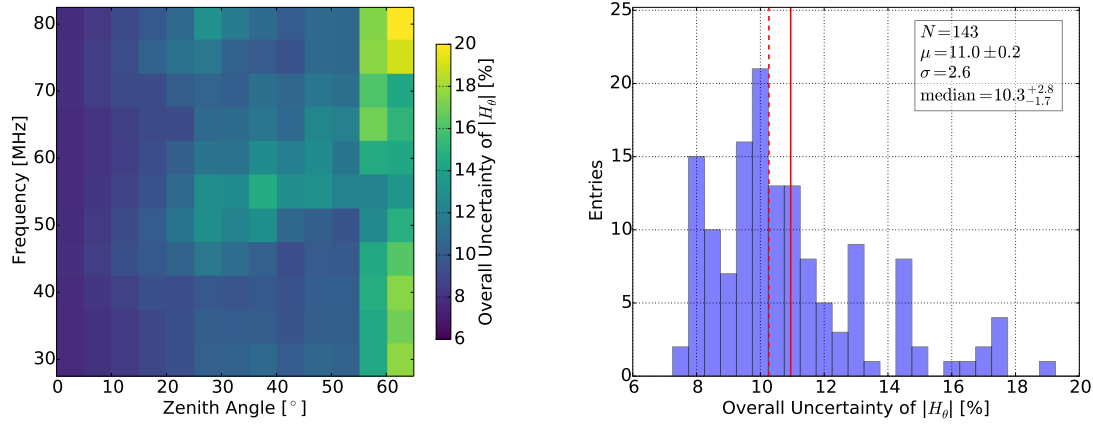 80
70
60
50
40
30
Frequency [MHz]
0 10 20 30 40 50 60
Zenith Angle [°]
20
18
16
14
12
10
8
6
Overall Uncertainty of |H_θ| [%]
25
20
15
10
5
0
Entries
6 8 10 12 14 16 18 20
Overall Uncertainty of |H_θ| [%]
N=143
μ=11.0±0.2
σ=2.6
median=10.3^{+2.8}_{-1.7}